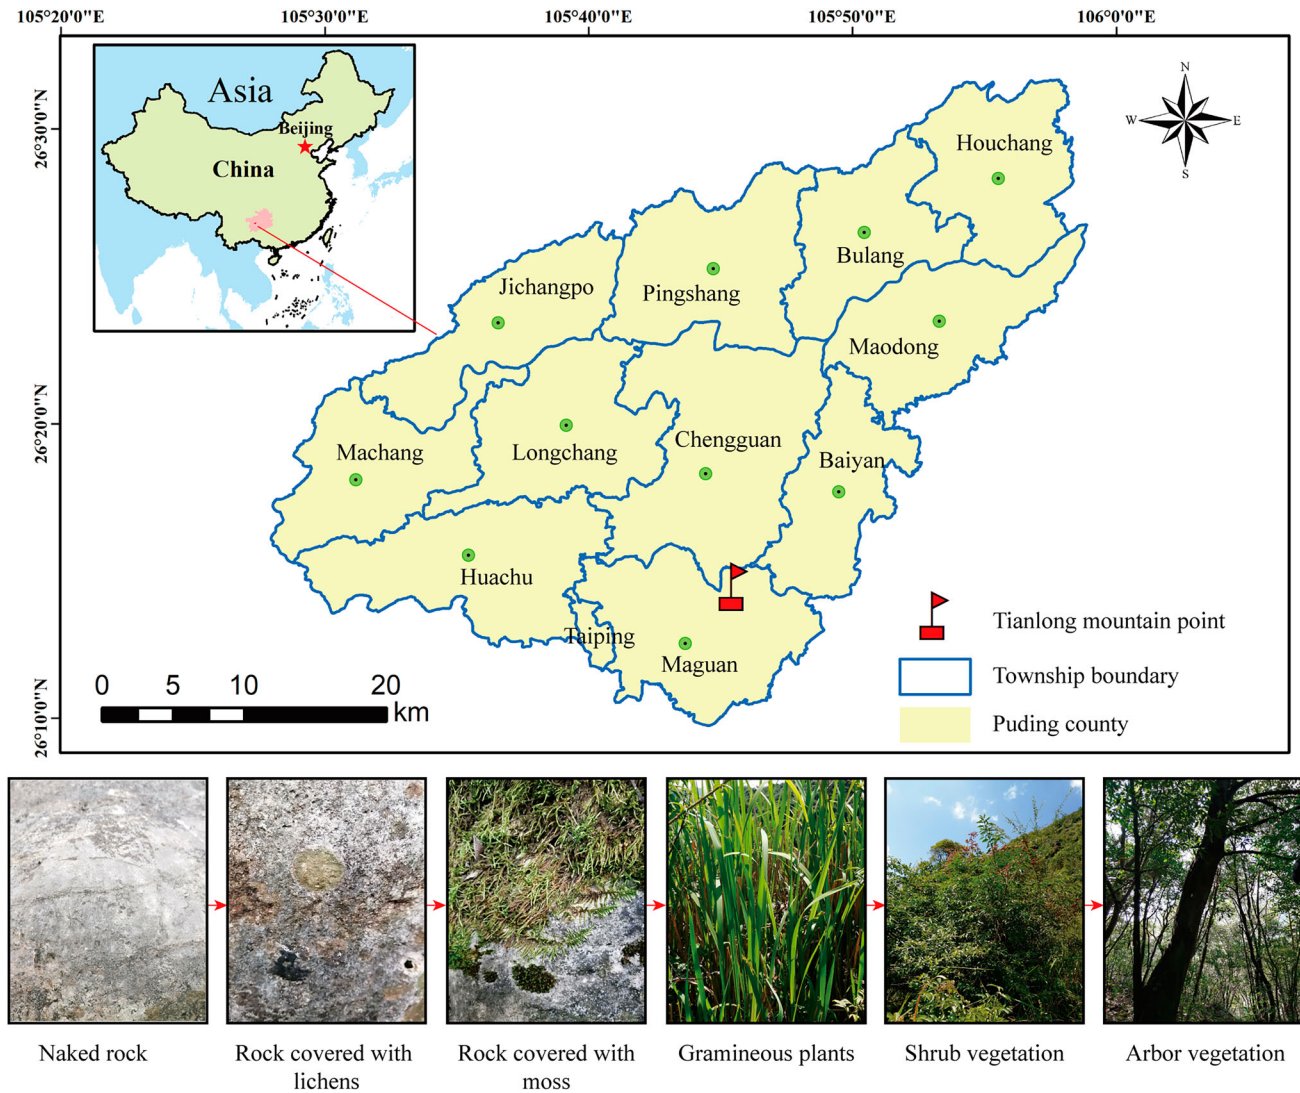 105°20'0"E
105°30'0"E
105°40'0"E
105°50'0"E
106°0'0"E
26°30'0"N
26°20'0"N
26°10'0"N
Asia
Beijing
China
N
W
E
S
Houchang
Bulang
Jichangpo
Pingshang
Maodong
Machang
Longchang
Chengguan
Baiyan
Huachu
Taiping
Maguan
Tianlong mountain point
Township boundary
Puding county
0
5
10
20
km
Naked rock
Rock covered with
lichens
Rock covered with
moss
Gramineous plants
Shrub vegetation
Arbor vegetation